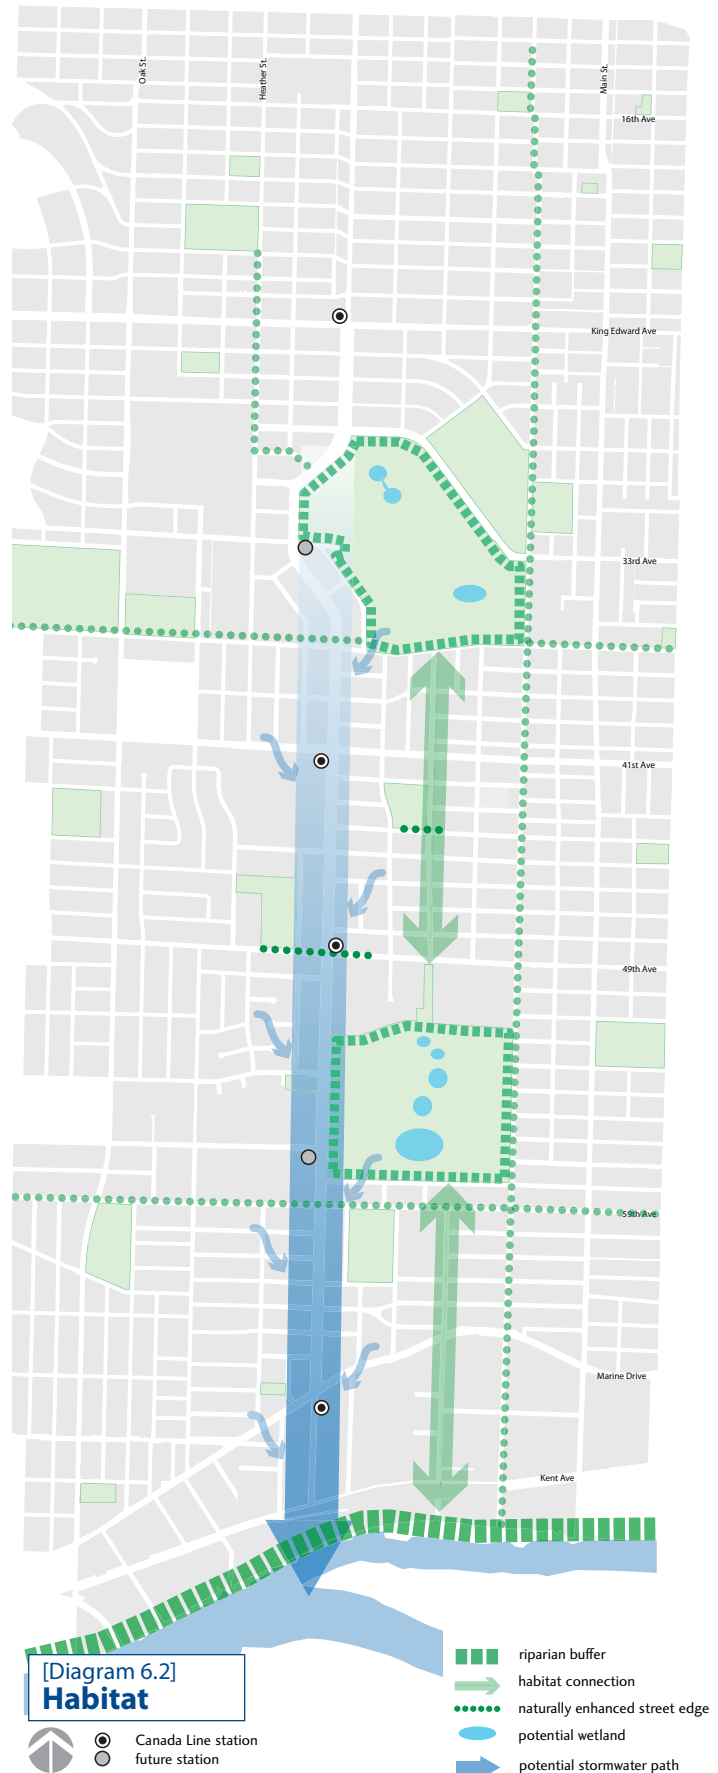 Oak St.
Heather St.
Main St.
16th Ave
King Edward Ave
33rd Ave
41st Ave
49th Ave
59th Ave
Marine Drive
Kent Ave
[Diagram 6.2]
Habitat
Canada Line station
future station
riparian buffer
habitat connection
naturally enhanced street edge
potential wetland
potential stormwater path